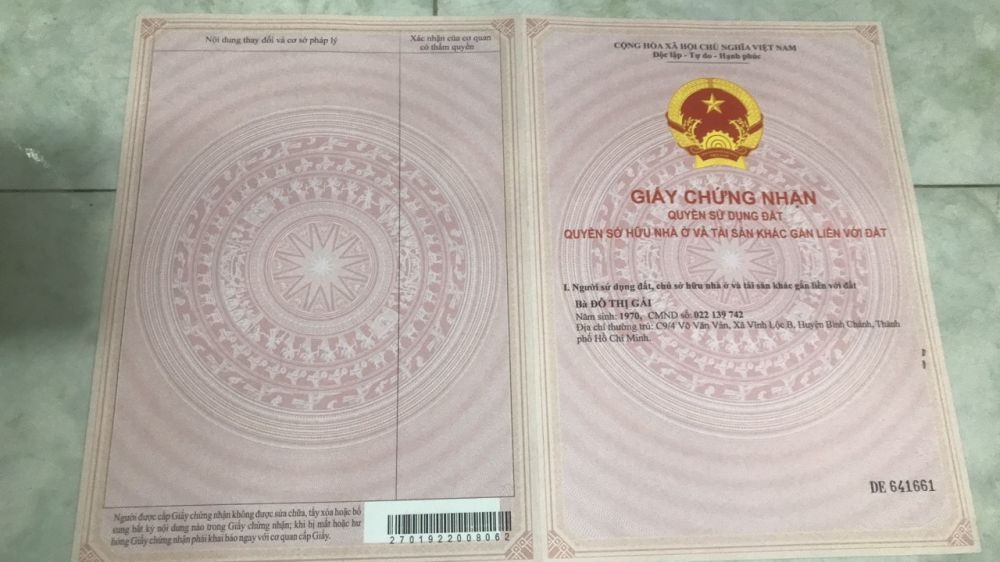 Nội dung thay đổi và cơ sở pháp lý
Xác nhận của cơ quan
có thẩm quyền
Người được cấp Giấy chứng nhận không được sửa chữa, tẩy xóa hoặc bổ
sung bất kỳ nội dung nào trong Giấy chứng nhận; khi bị mất hoặc hư
hỏng Giấy chứng nhận phải khai báo ngay với cơ quan cấp Giấy.
2701922008062
CỘNG HÒA XÃ HỘI CHỦ NGHĨA VIỆT NAM
Độc lập - Tự do - Hạnh phúc
GIẤY CHỨNG NHẬN
QUYỀN SỬ DỤNG ĐẤT
QUYỀN SỞ HỮU NHÀ Ở VÀ TÀI SẢN KHÁC GẮN LIỀN VỚI ĐẤT
I. Người sử dụng đất, chủ sở hữu nhà ở và tài sản khác gắn liền với đất
Bà ĐỖ THỊ GÁI
Năm sinh: 1970, CMND số: 022 139 742
Địa chỉ thường trú: C9/4 Võ Văn Vân, Xã Vĩnh Lộc B, Huyện Bình Chánh, Thành
phố Hồ Chí Minh.
DE 641661